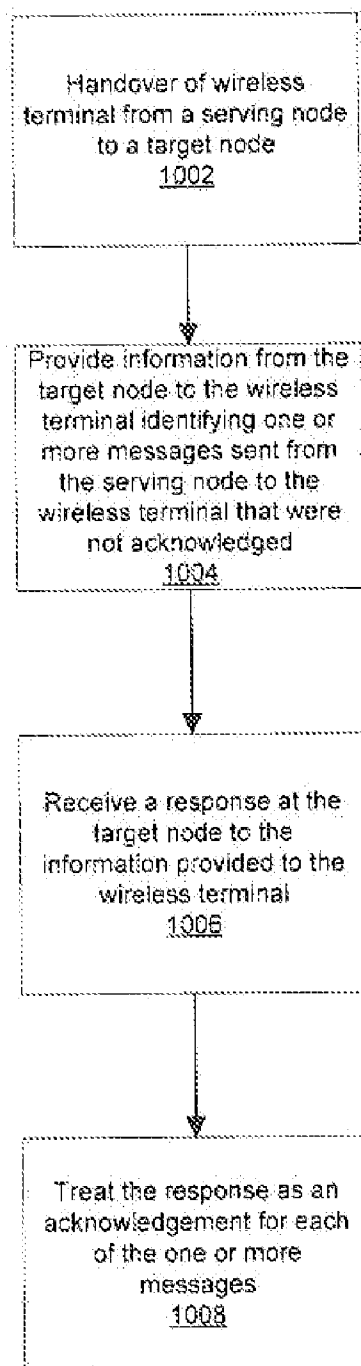 Handover of wireless
terminal from a serving node
to a target node
1002
Provide information from the
target node to the wireless
terminal identifying one or
more messages sent from
the serving node to the
wireless terminal that were
not acknowledged
1004
Receive a response at the
target node to the
information provided to the
wireless terminal
1006
Treat the response as an
acknowledgement for each
of the one or more
messages
1008